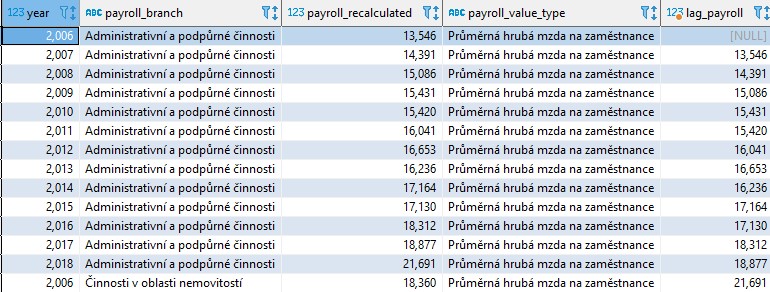 123 year ABC payroll_branch 123 payroll_recalculated ABC payroll_value_type 123 lag_payroll
2,006 Administrativní a podpůrné činnosti 13,546 Průměrná hrubá mzda na zaměstnance [NULL]
2,007 Administrativní a podpůrné činnosti 14,391 Průměrná hrubá mzda na zaměstnance 13,546
2,008 Administrativní a podpůrné činnosti 15,086 Průměrná hrubá mzda na zaměstnance 14,391
2,009 Administrativní a podpůrné činnosti 15,431 Průměrná hrubá mzda na zaměstnance 15,086
2,010 Administrativní a podpůrné činnosti 15,420 Průměrná hrubá mzda na zaměstnance 15,431
2,011 Administrativní a podpůrné činnosti 16,041 Průměrná hrubá mzda na zaměstnance 15,420
2,012 Administrativní a podpůrné činnosti 16,653 Průměrná hrubá mzda na zaměstnance 16,041
2,013 Administrativní a podpůrné činnosti 16,236 Průměrná hrubá mzda na zaměstnance 16,653
2,014 Administrativní a podpůrné činnosti 17,164 Průměrná hrubá mzda na zaměstnance 16,236
2,015 Administrativní a podpůrné činnosti 17,130 Průměrná hrubá mzda na zaměstnance 17,164
2,016 Administrativní a podpůrné činnosti 18,312 Průměrná hrubá mzda na zaměstnance 17,130
2,017 Administrativní a podpůrné činnosti 18,877 Průměrná hrubá mzda na zaměstnance 18,312
2,018 Administrativní a podpůrné činnosti 21,691 Průměrná hrubá mzda na zaměstnance 18,877
2,006 Činnosti v oblasti nemovitostí 18,360 Průměrná hrubá mzda na zaměstnance 21,691